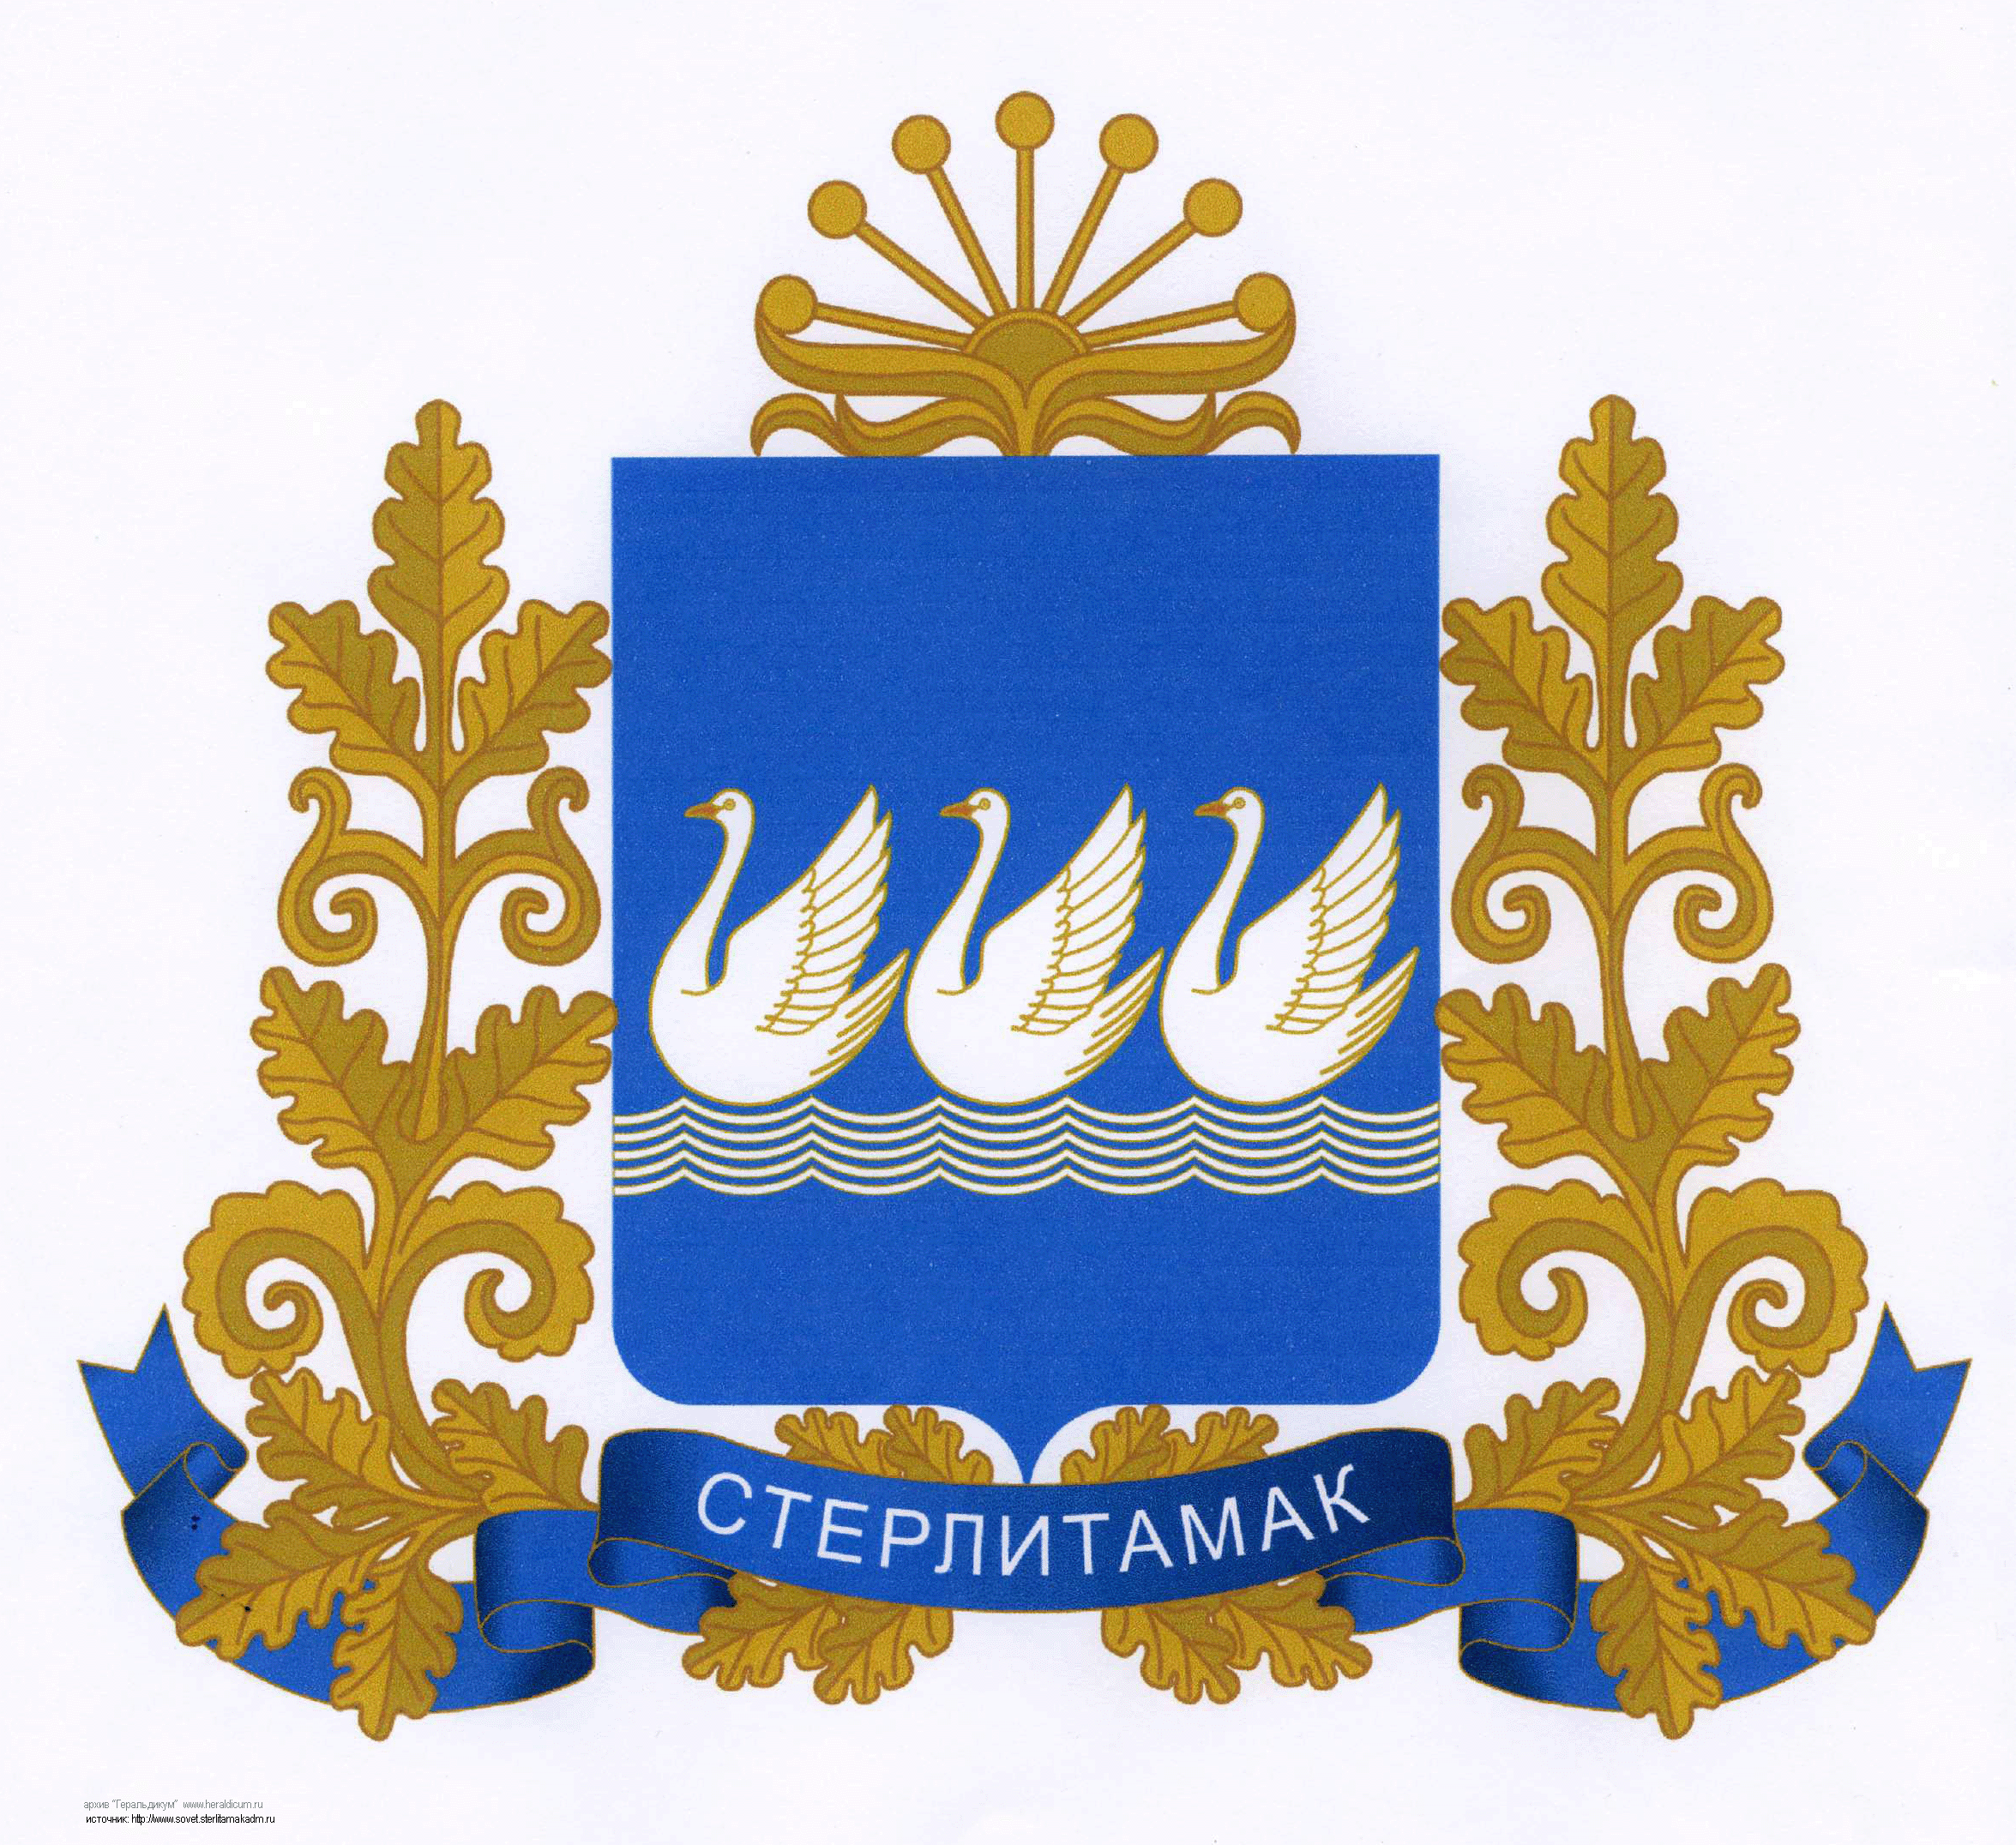 СТЕРЛИТАМАК
архив "Геральдикум" www.heraldicum.ru
источник: http://www.sovet.sterlitamakadm.ru